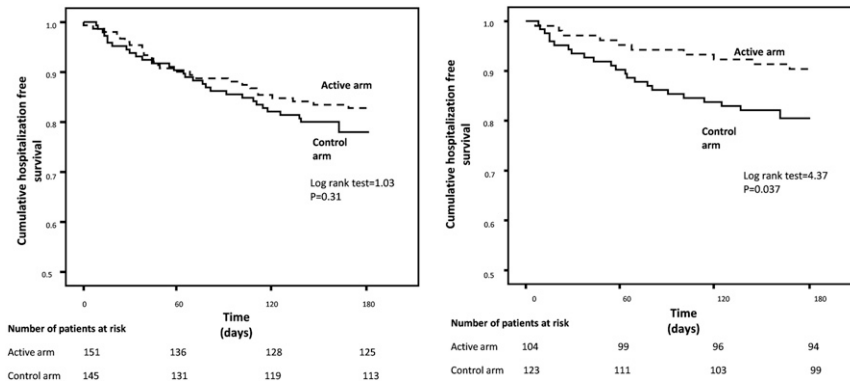 Cumulative hospitalization free
survival
1.0
0.9
0.8
0.7
0.6
0.5
Active arm
Control
arm
Log rank test=1.03
P=0.31
0 60 120 180
Time
(days)
Number of patients at risk
Active arm 151 136 128 125
Control arm 145 131 119 113
Cumulative hospitalization free
survival
1.0
0.9
0.8
0.7
0.6
0.5
Active arm
Control
arm
Log rank test=4.37
P=0.037
0 60 120 180
Time
(days)
Number of patients at risk
Active arm 104 99 96 94
Control arm 123 111 103 99